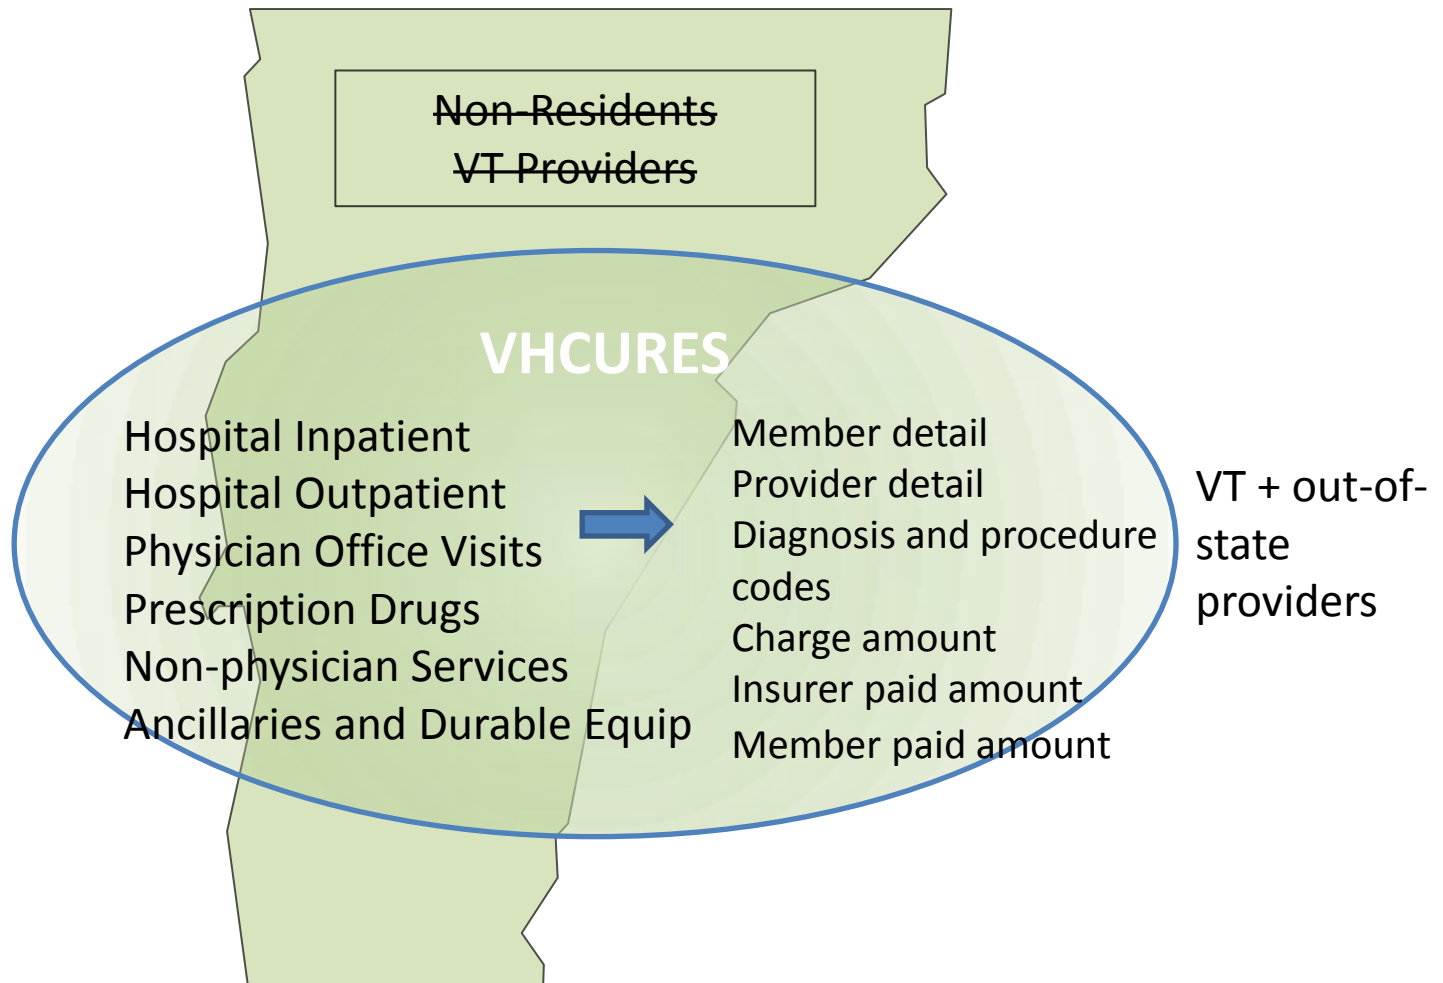 Non-Residents
VT Providers
VHCURES
Hospital Inpatient
Hospital Outpatient
Physician Office Visits
Prescription Drugs
Non-physician Services
Ancillaries and Durable Equip
Member detail
Provider detail
Diagnosis and procedure
codes
Charge amount
Insurer paid amount
Member paid amount
VT + out-of-
state
providers